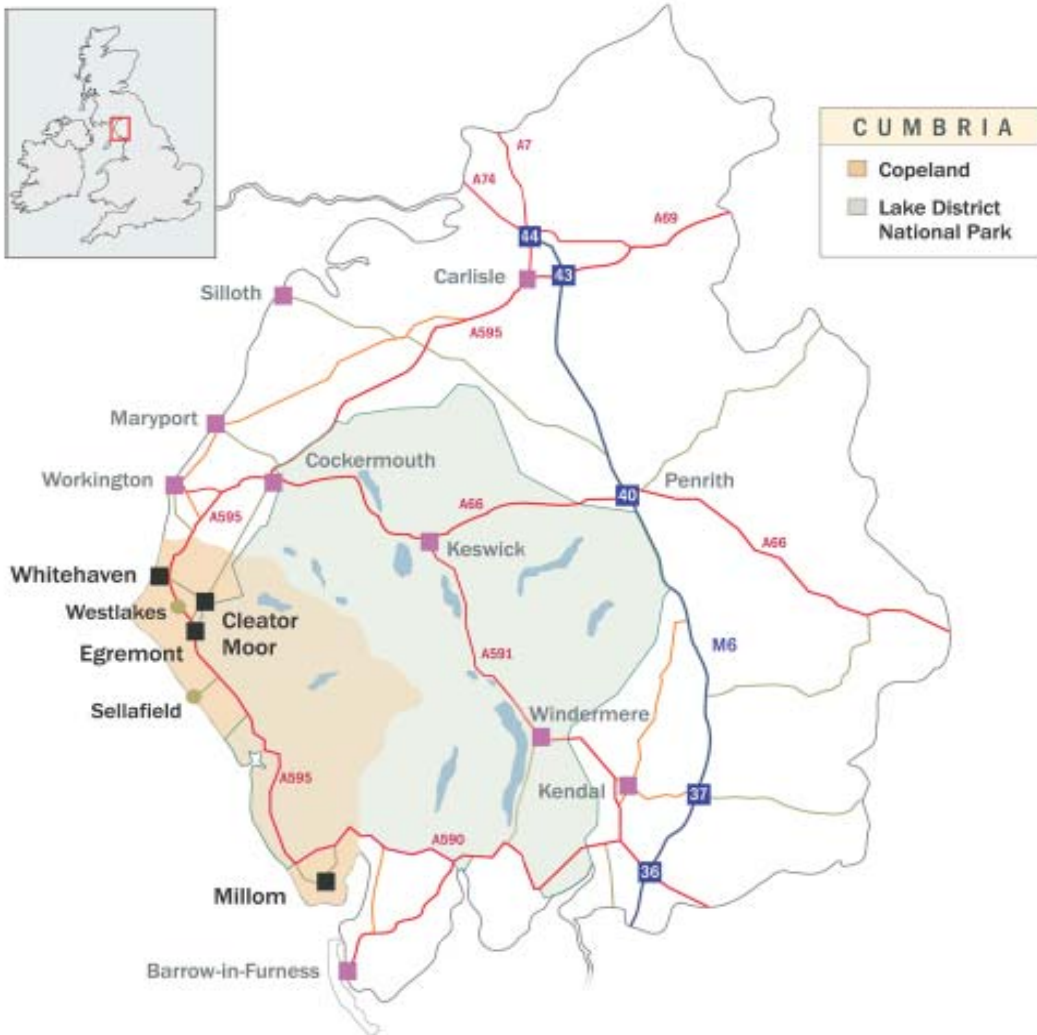 CUMBRIA
Copeland
Lake District
National Park
A7
A74
A69
44
43
Carlisle
Silloth
A595
Maryport
Cockermouth
Workington
A595
A66
40
Penrith
Keswick
A66
Whitehaven
Westlakes
Cleator
Moor
Egremont
A591
M6
Sellafield
Windermere
A595
Kendal
37
A590
36
Millom
Barrow-in-Furness